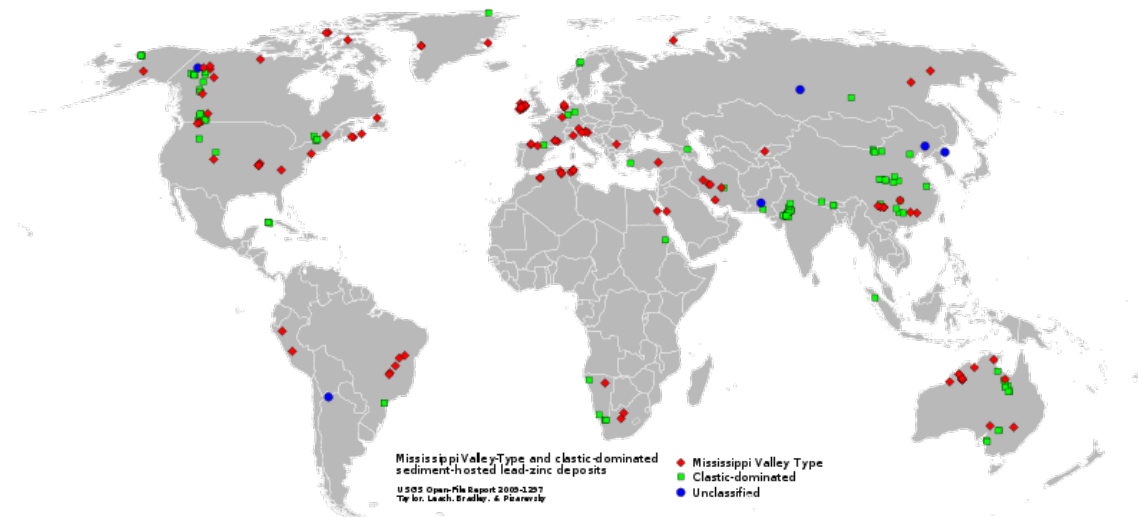 Mississippi Valley-Type and clastic-dominated
sediment-hosted lead-zinc deposits
USGS Open-File Report 2009-1297
Taylor, Leach, Bradley, & Pisarevsky
Mississippi Valley Type
Clastic-dominated
Unclassified